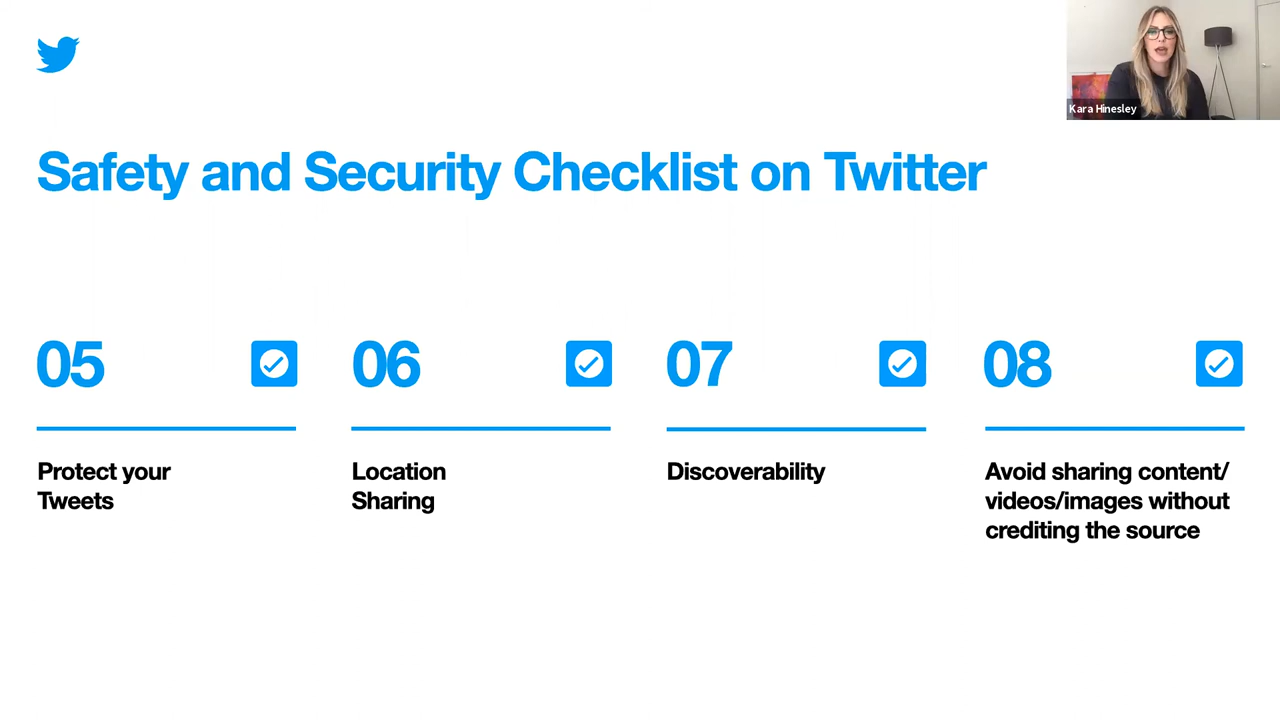 Kara Hinesley
Safety and Security Checklist on Twitter
05
Protect your
Tweets
06
Location
Sharing
07
Discoverability
08
Avoid sharing content/
videos/images without
crediting the source